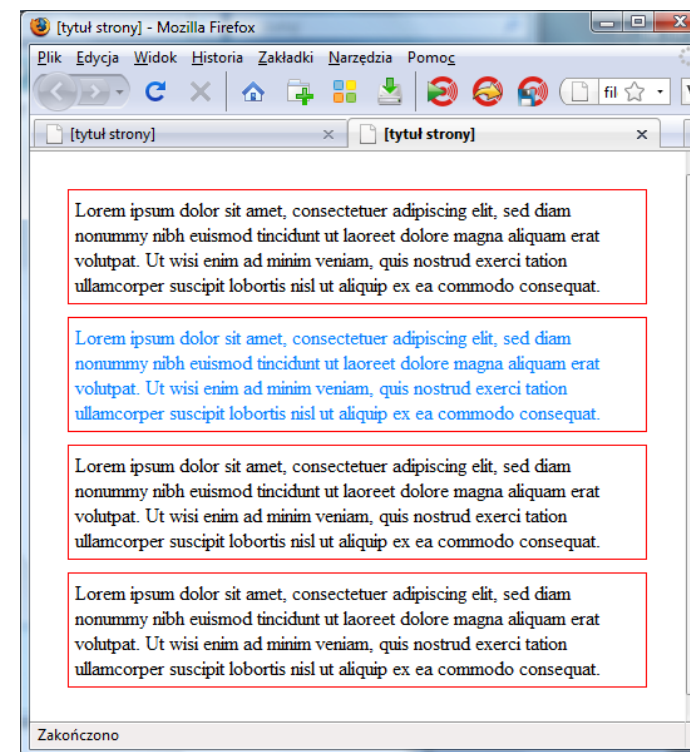 [tytuł strony] - Mozilla Firefox
Plik Edycja Widok Historia Zakładki Narzędzia Pomoc
fil
[tytuł strony] [tytuł strony]
Lorem ipsum dolor sit amet, consectetuer adipiscing elit, sed diam
nonummy nibh euismod tincidunt ut laoreet dolore magna aliquam erat
volutpat. Ut wisi enim ad minim veniam, quis nostrud exerci tation
ullamcorper suscipit lobortis nisl ut aliquip ex ea commodo consequat.
Lorem ipsum dolor sit amet, consectetuer adipiscing elit, sed diam
nonummy nibh euismod tincidunt ut laoreet dolore magna aliquam erat
volutpat. Ut wisi enim ad minim veniam, quis nostrud exerci tation
ullamcorper suscipit lobortis nisl ut aliquip ex ea commodo consequat.
Lorem ipsum dolor sit amet, consectetuer adipiscing elit, sed diam
nonummy nibh euismod tincidunt ut laoreet dolore magna aliquam erat
volutpat. Ut wisi enim ad minim veniam, quis nostrud exerci tation
ullamcorper suscipit lobortis nisl ut aliquip ex ea commodo consequat.
Lorem ipsum dolor sit amet, consectetuer adipiscing elit, sed diam
nonummy nibh euismod tincidunt ut laoreet dolore magna aliquam erat
volutpat. Ut wisi enim ad minim veniam, quis nostrud exerci tation
ullamcorper suscipit lobortis nisl ut aliquip ex ea commodo consequat.
Zakończono